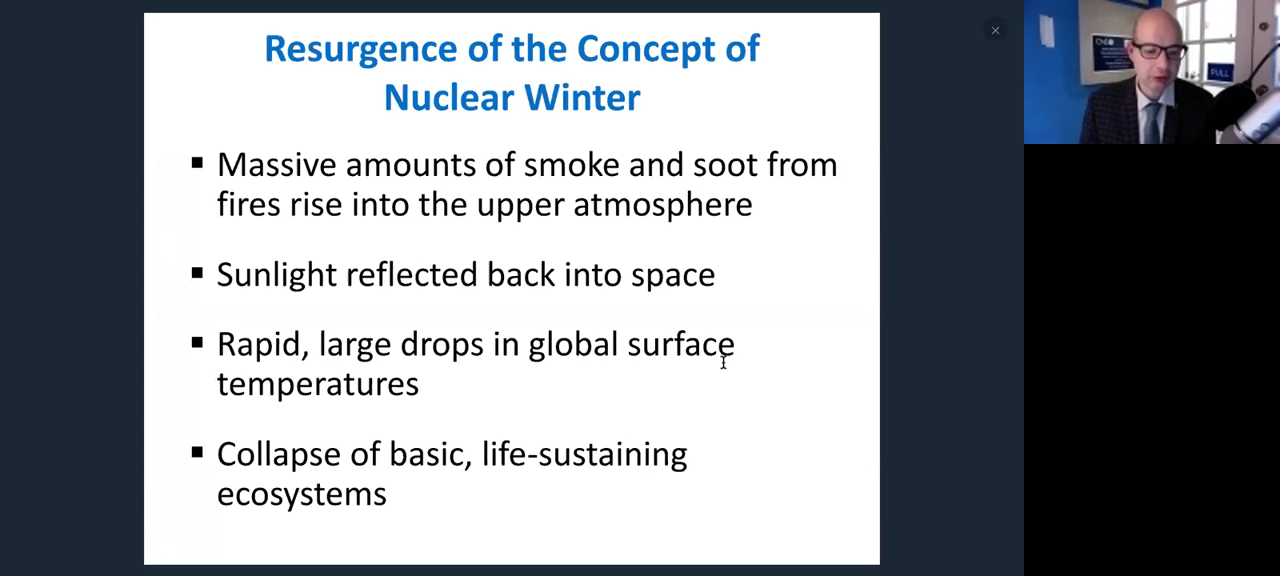 Resurgence of the Concept of
Nuclear Winter
▪ Massive amounts of smoke and soot from
fires rise into the upper atmosphere
▪ Sunlight reflected back into space
▪ Rapid, large drops in global surface
temperatures
▪ Collapse of basic, life-sustaining
ecosystems
PULL